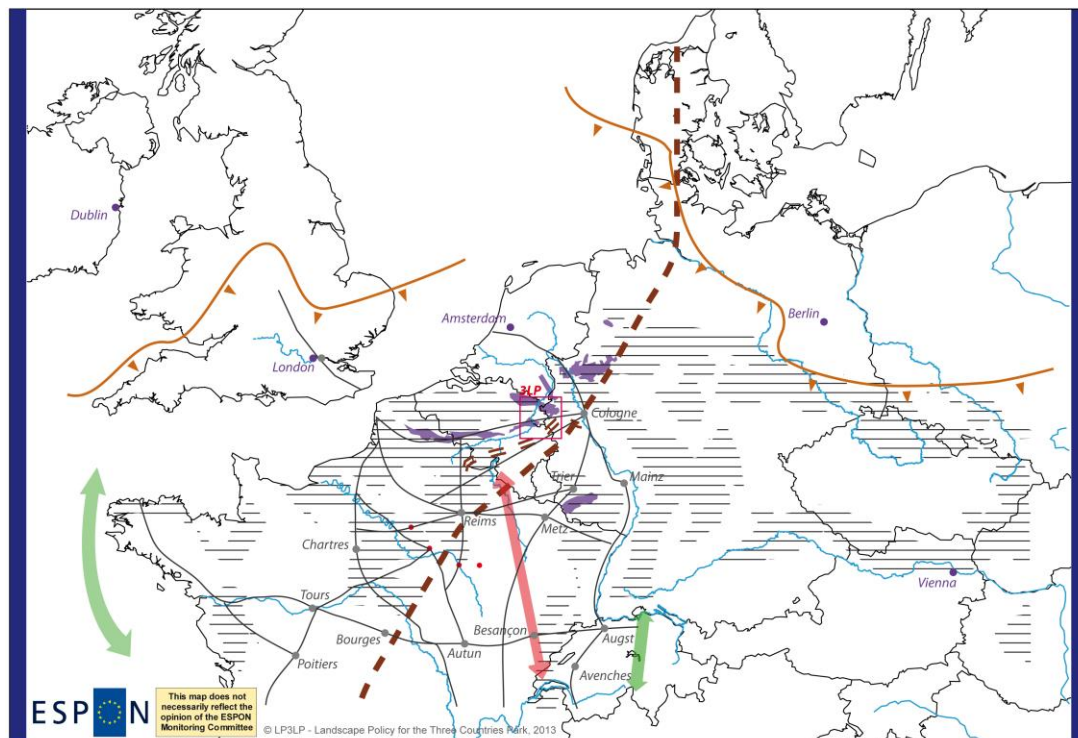 Dublin
Amsterdam
Berlin
London
3LP
Cologne
Trier
Mainz
Reims
Metz
Chartres
Vienna
Tours
Besançon
Augst
Bourges
Autun
Poitiers
Avenches
ESPON
This map does not
necessarily reflect the
opinion of the ESPON
Monitoring Committee
© LP3LP - Landscape Policy for the Three Countries Park, 2013